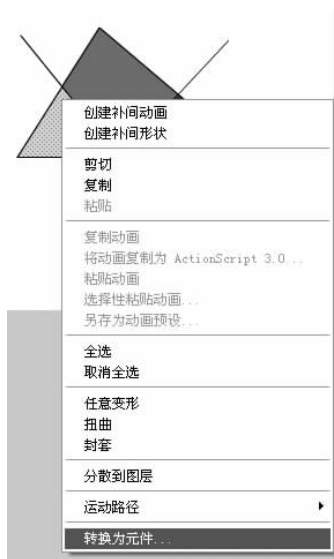 创建补间动画
创建补间形状
剪切
复制
粘贴
复制动画
将动画复制为 ActionScript 3.0...
粘贴动画
选择性粘贴动画...
另存为动画预设...
全选
取消全选
任意变形
扭曲
封套
分散到图层
运动路径
转换为元件...